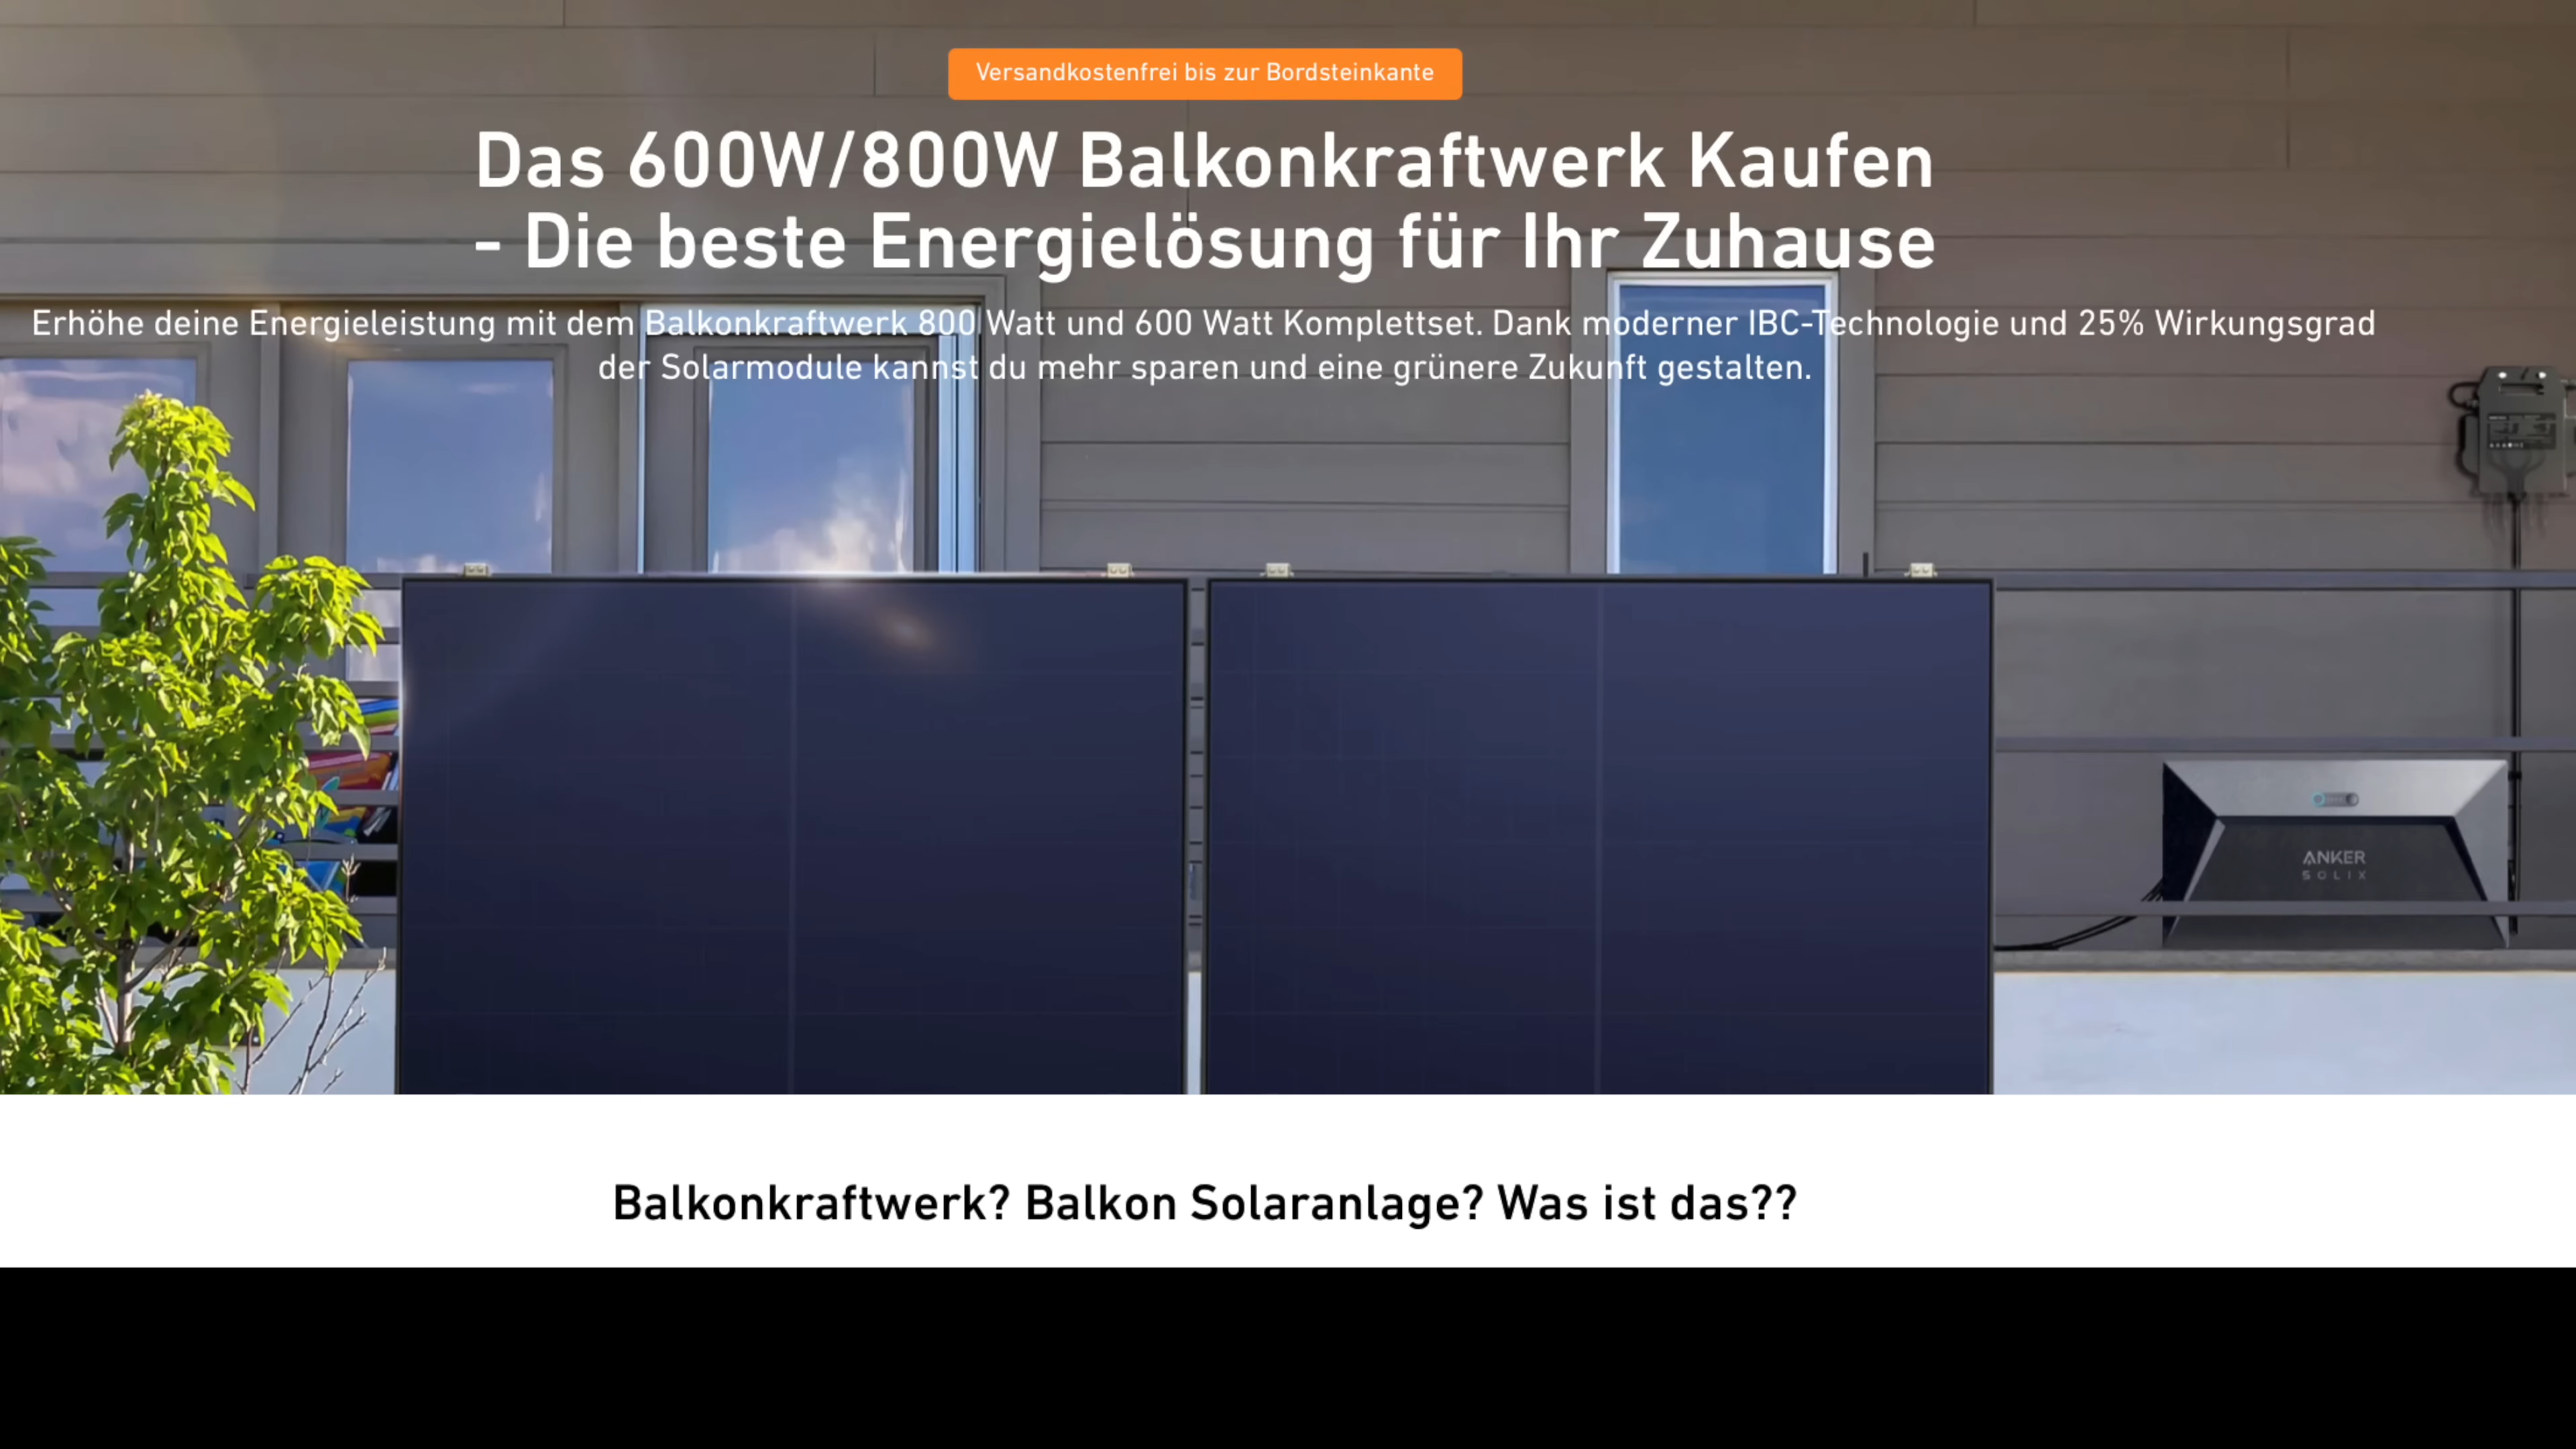 Versandkostenfrei bis zur Bordsteinkante
Das 600W/800W Balkonkraftwerk Kaufen
- Die beste Energielösung für Ihr Zuhause
Erhöhe deine Energieleistung mit dem Balkonkraftwerk 800 Watt und 600 Watt Komplettset. Dank moderner IBC-Technologie und 25% Wirkungsgrad
der Solarmodule kannst du mehr sparen und eine grünere Zukunft gestalten.
ANKER
SOLIX
Balkonkraftwerk? Balkon Solaranlage? Was ist das??